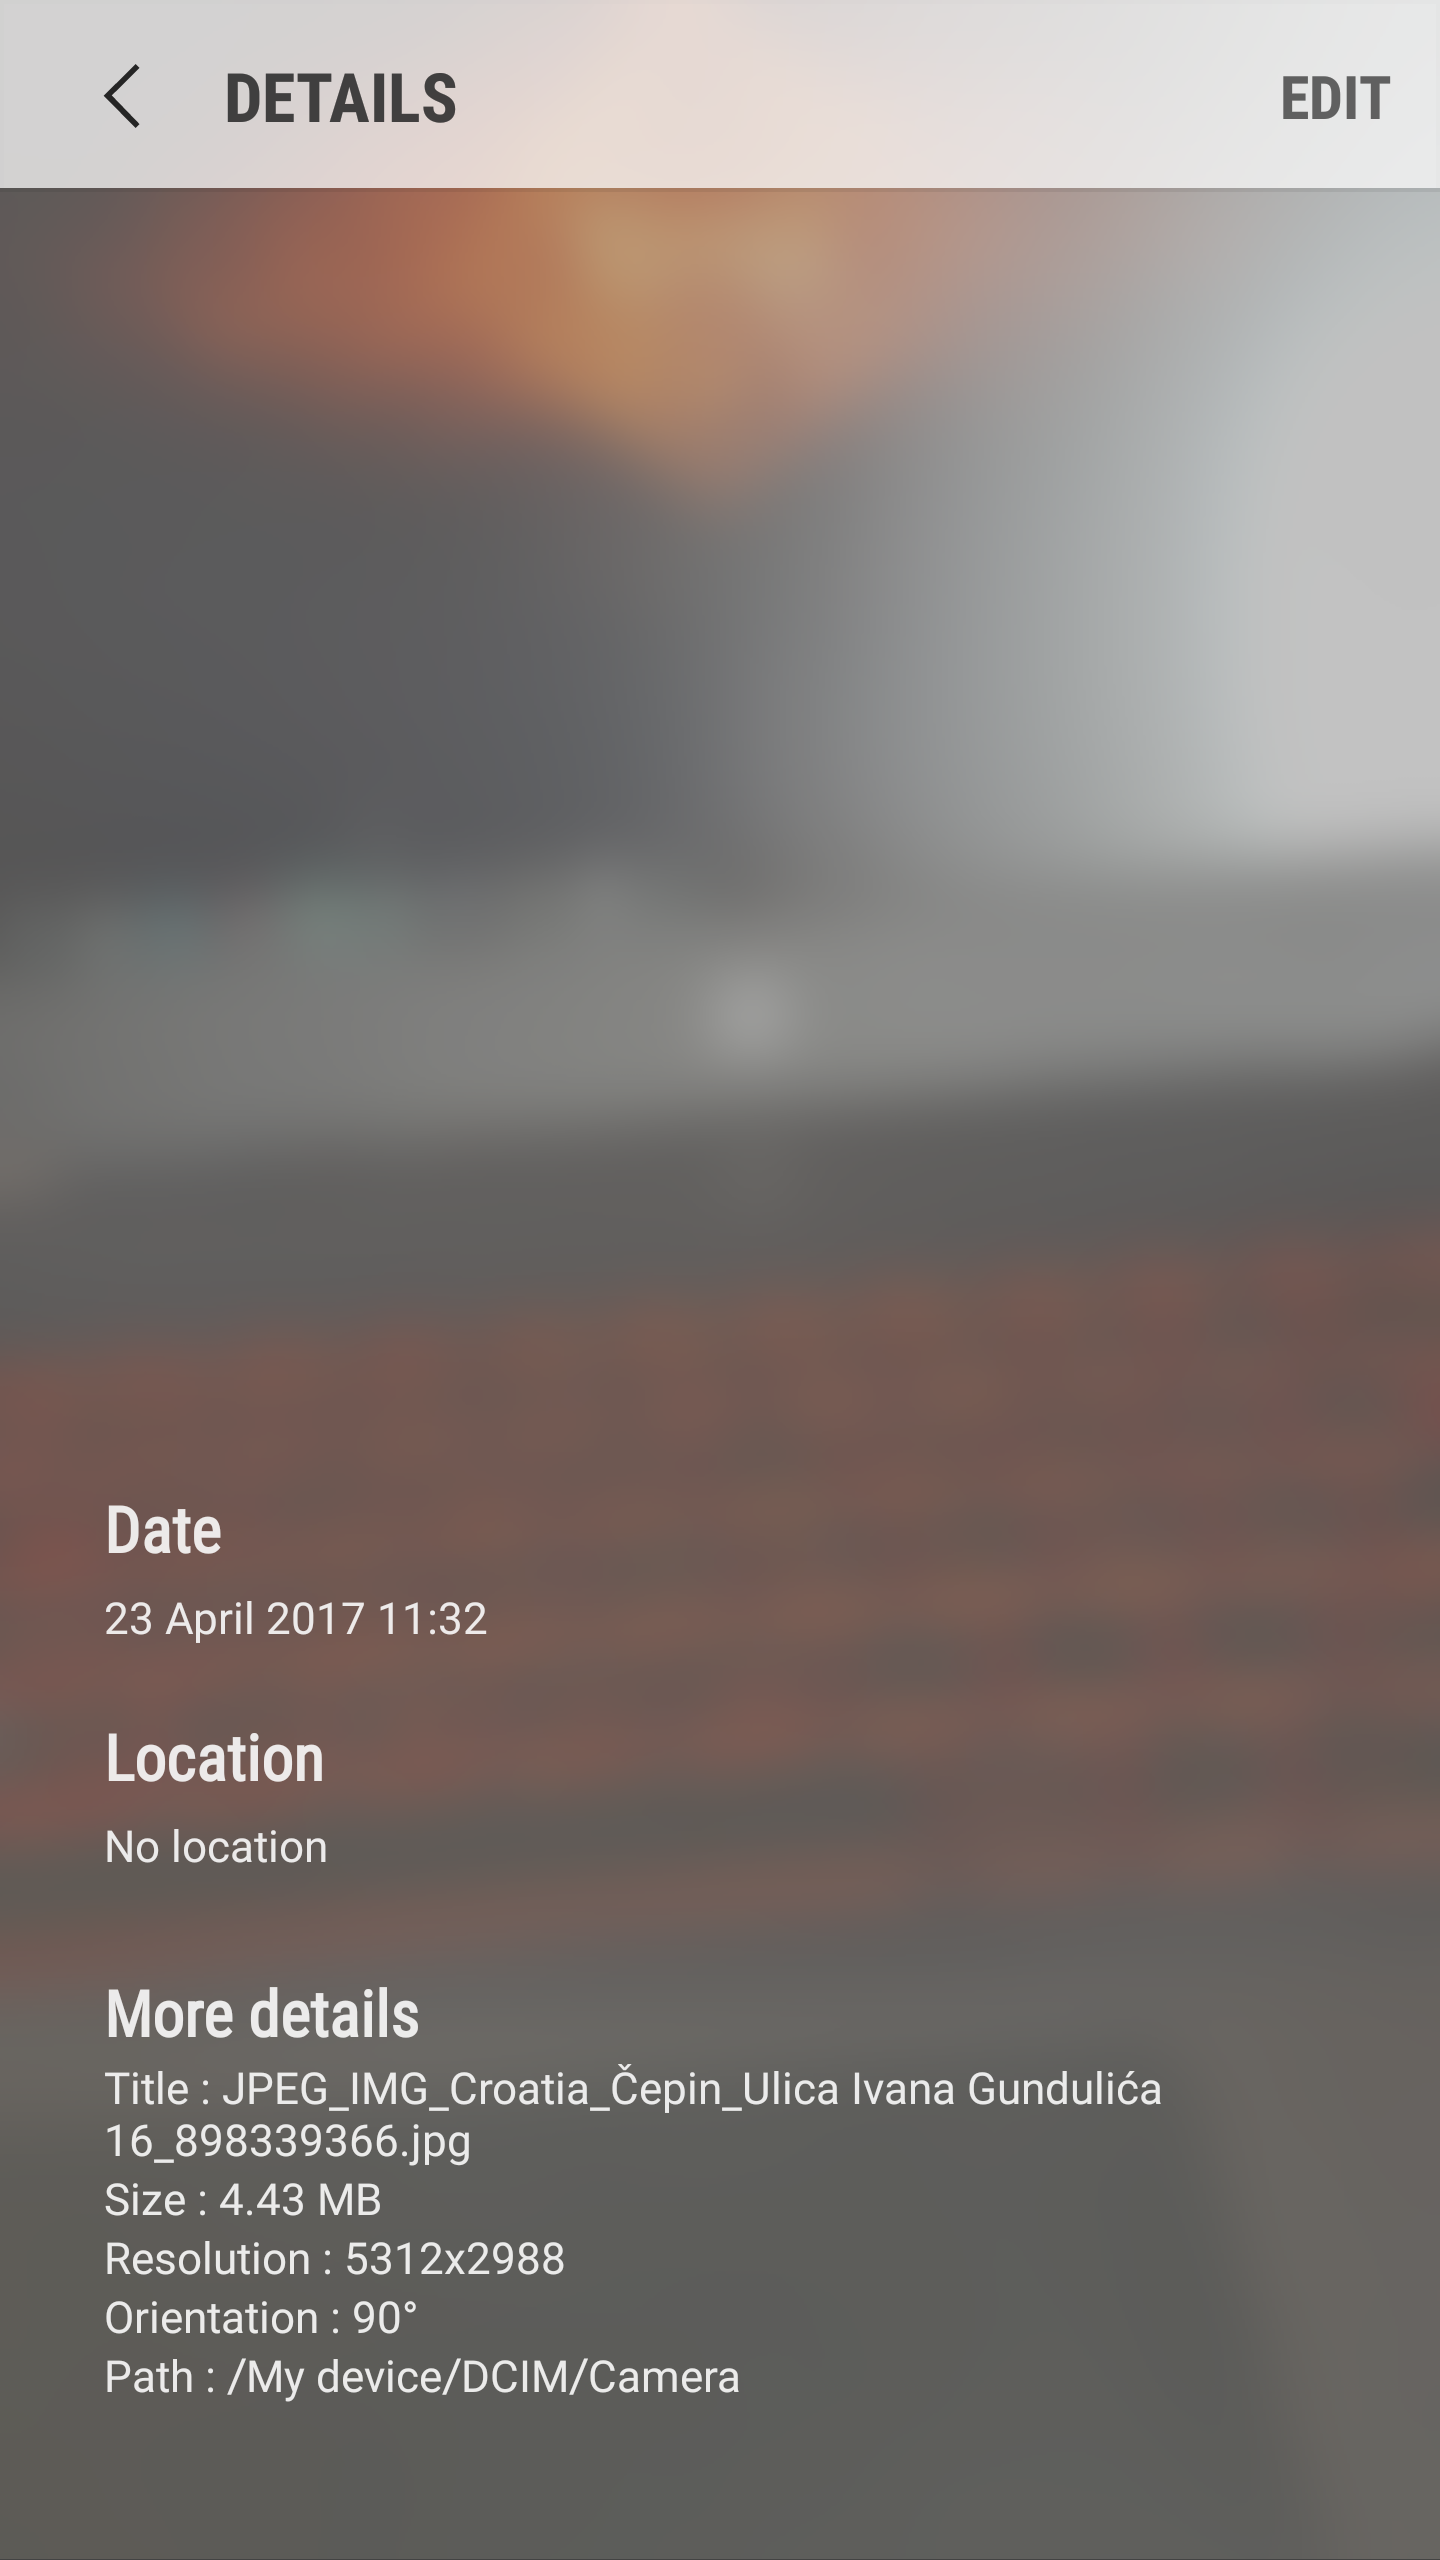 DETAILS
EDIT
Date
23 April 2017 11:32
Location
No location
More details
Title : JPEG_IMG_Croatia_Čepin_Ulica Ivana Gundulića
16_898339366.jpg
Size : 4.43 MB
Resolution : 5312x2988
Orientation : 90°
Path : /My device/DCIM/Camera